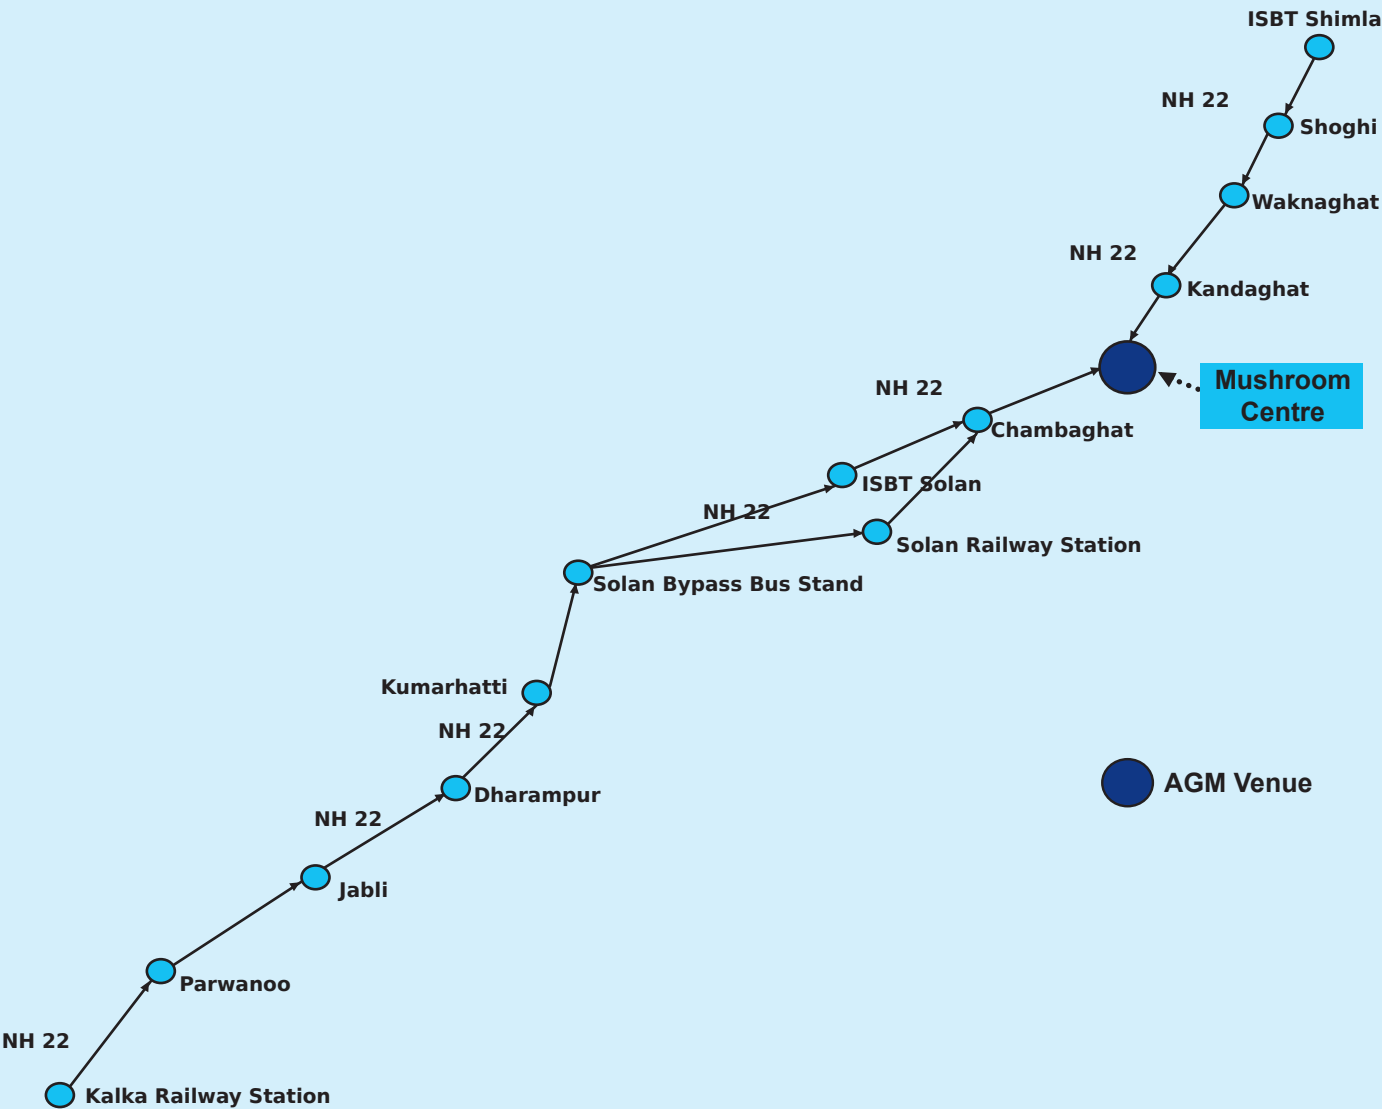 ISBT Shimla
NH 22
Shoghi
Waknaghat
NH 22
Kandaghat
Mushroom
Centre
NH 22
Chambaghat
ISBT Solan
NH 22
Solan Railway Station
Solan Bypass Bus Stand
Kumarhatti
NH 22
AGM Venue
Dharampur
NH 22
Jabli
Parwanoo
NH 22
Kalka Railway Station